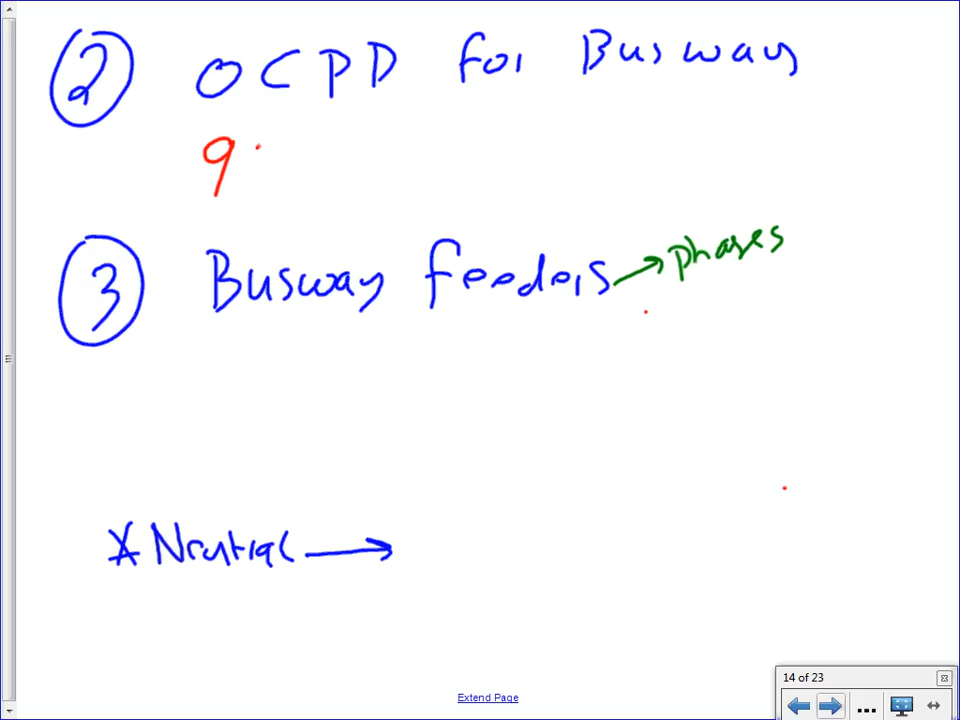 2 OCPD for Busway
9
3 Busway feeders → phases
* Neutral →
Extend Page
14 of 23